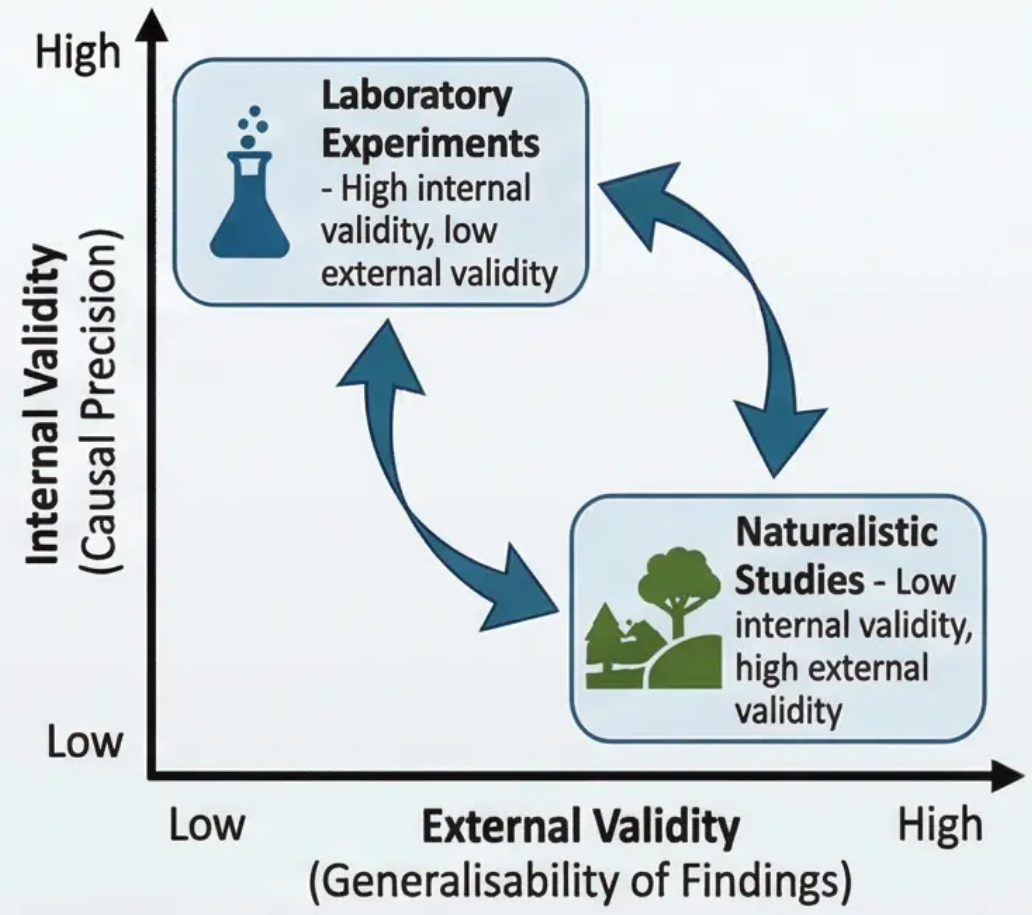 High
Laboratory
Experiments
- High internal
validity, low
external validity
Internal Validity
(Causal Precision)
Naturalistic
Studies - Low
internal validity,
high external
validity
Low
Low
External Validity
High
(Generalisability of Findings)